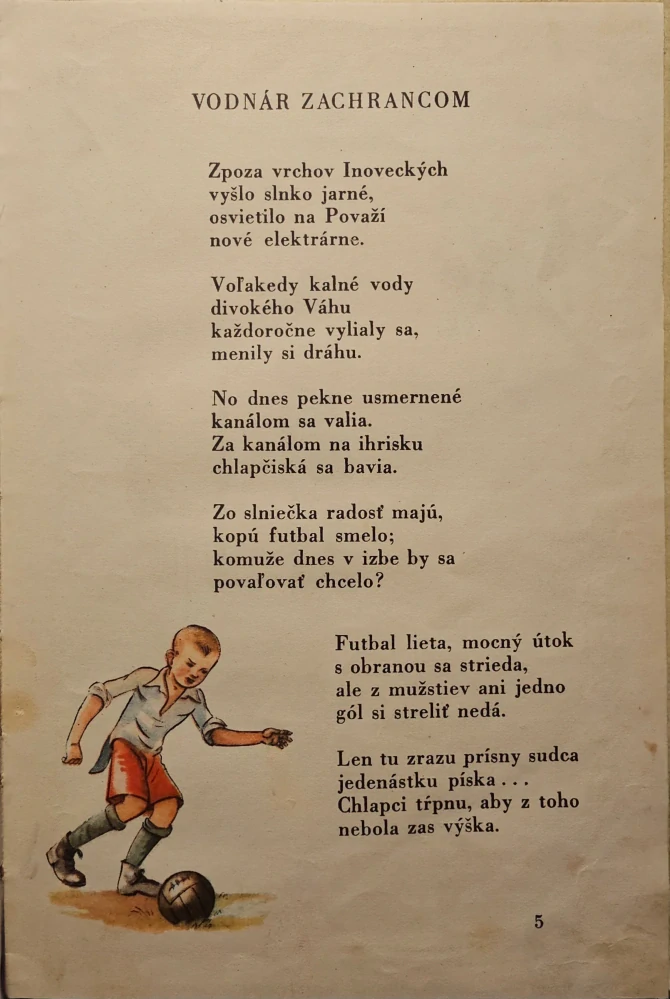 VODNÁR ZACHRANCOM
Zpoza vrchov Inoveckých
vyšlo slnko jarné,
osvietilo na Považí
nové elektrárne.
Voľakedy kalné vody
divokého Váhu
každoročne vylialy sa,
menily si dráhu.
No dnes pekne usmernené
kanálom sa valia.
Za kanálom na ihrisku
chlapčiská sa bavia.
Zo slniečka radosť majú,
kopú futbal smelo;
komuže dnes v izbe by sa
povaľovať chcelo?
Futbal lieta, mocný útok
s obranou sa strieda,
ale z mužstiev ani jedno
gól si streliť nedá.
Len tu zrazu prísny sudca
jedenástku píska...
Chlapci tŕpnu, aby z toho
nebola zas výška.
5